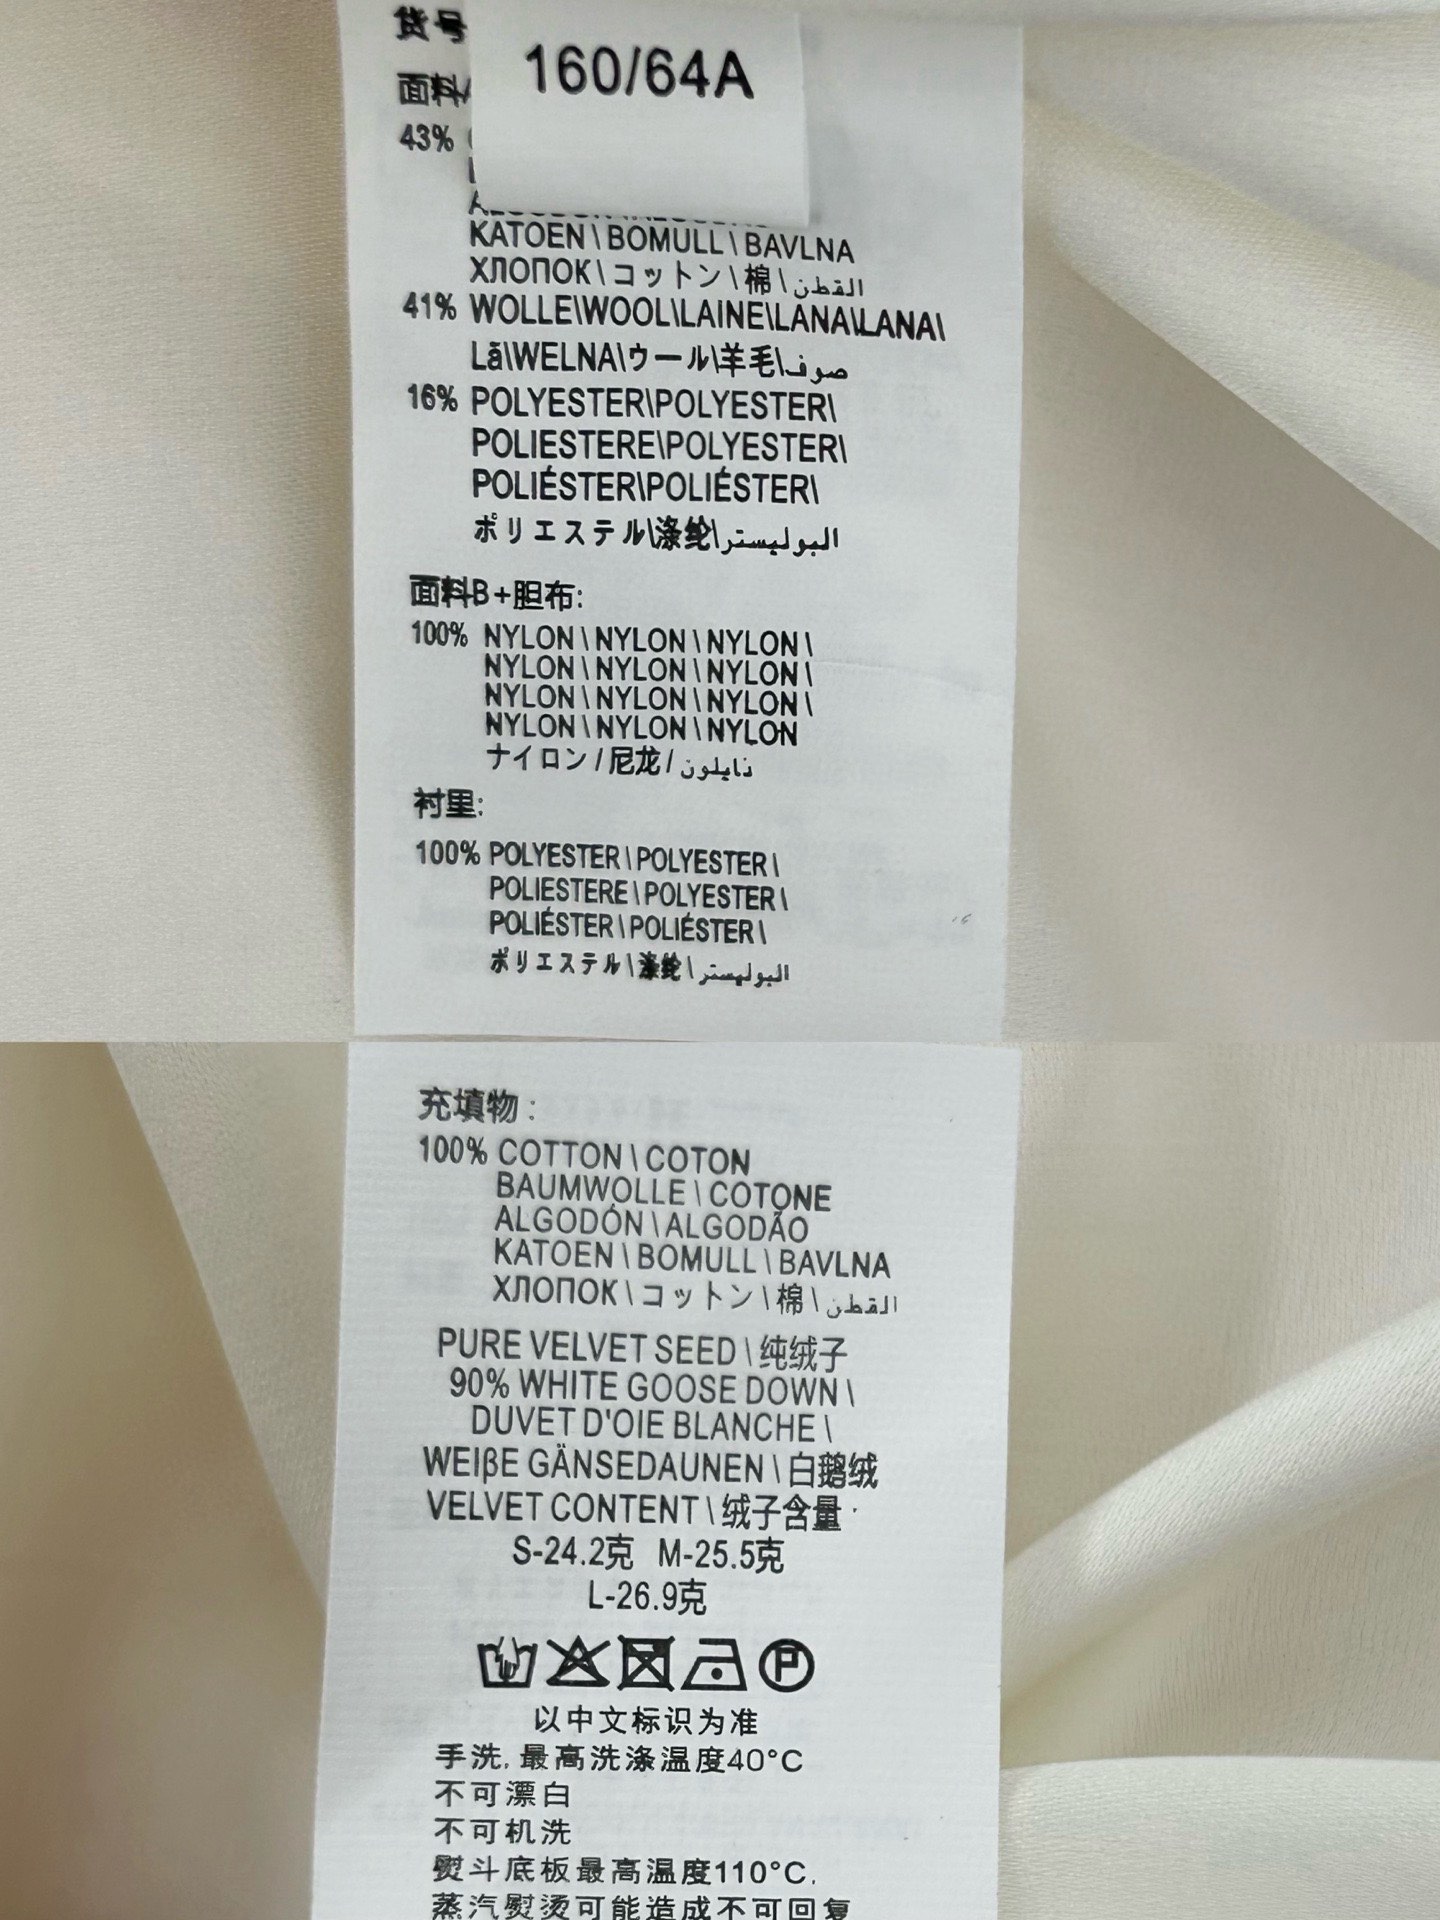 货号
160/64A
面料
43%
KATOEN \ BOMULL \ BAVLNA
ХЛОПОК \ コットン \ 棉 \ القطن
41% WOLLE\WOOL\LAINE\LANA\LANA\
Lã\WELNA\ウール\羊毛\صوف
16% POLYESTER\POLYESTER\
POLIESTERE\POLYESTER\
POLIÉSTER\POLIÉSTER\
ポリエステル\涤纶\البوليستر
面料B+胆布:
100% NYLON \ NYLON \ NYLON \
NYLON \ NYLON \ NYLON \
NYLON \ NYLON \ NYLON \
NYLON \ NYLON \ NYLON
ナイロン / 尼龙 / نايلون
衬里:
100% POLYESTER \ POLYESTER \
POLIESTERE \ POLYESTER \
POLIÉSTER \ POLIÉSTER \
ポリエステル \ 涤纶 \ البوليستر
充填物:
100% COTTON \ COTON
BAUMWOLLE \ COTONE
ALGODÓN \ ALGODÃO
KATOEN \ BOMULL \ BAVLNA
ХЛОПОК \ コットン \ 棉 \ القطن
PURE VELVET SEED \ 纯绒子
90% WHITE GOOSE DOWN \
DUVET D'OIE BLANCHE \
WEIβE GÄNSEDAUNEN \ 白鹅绒
VELVET CONTENT \ 绒子含量
S-24.2克 M-25.5克
L-26.9克
P
以中文标识为准
手洗,最高洗涤温度40°C
不可漂白
不可机洗
熨斗底板最高温度110°C.
蒸汽熨烫可能造成不可回复